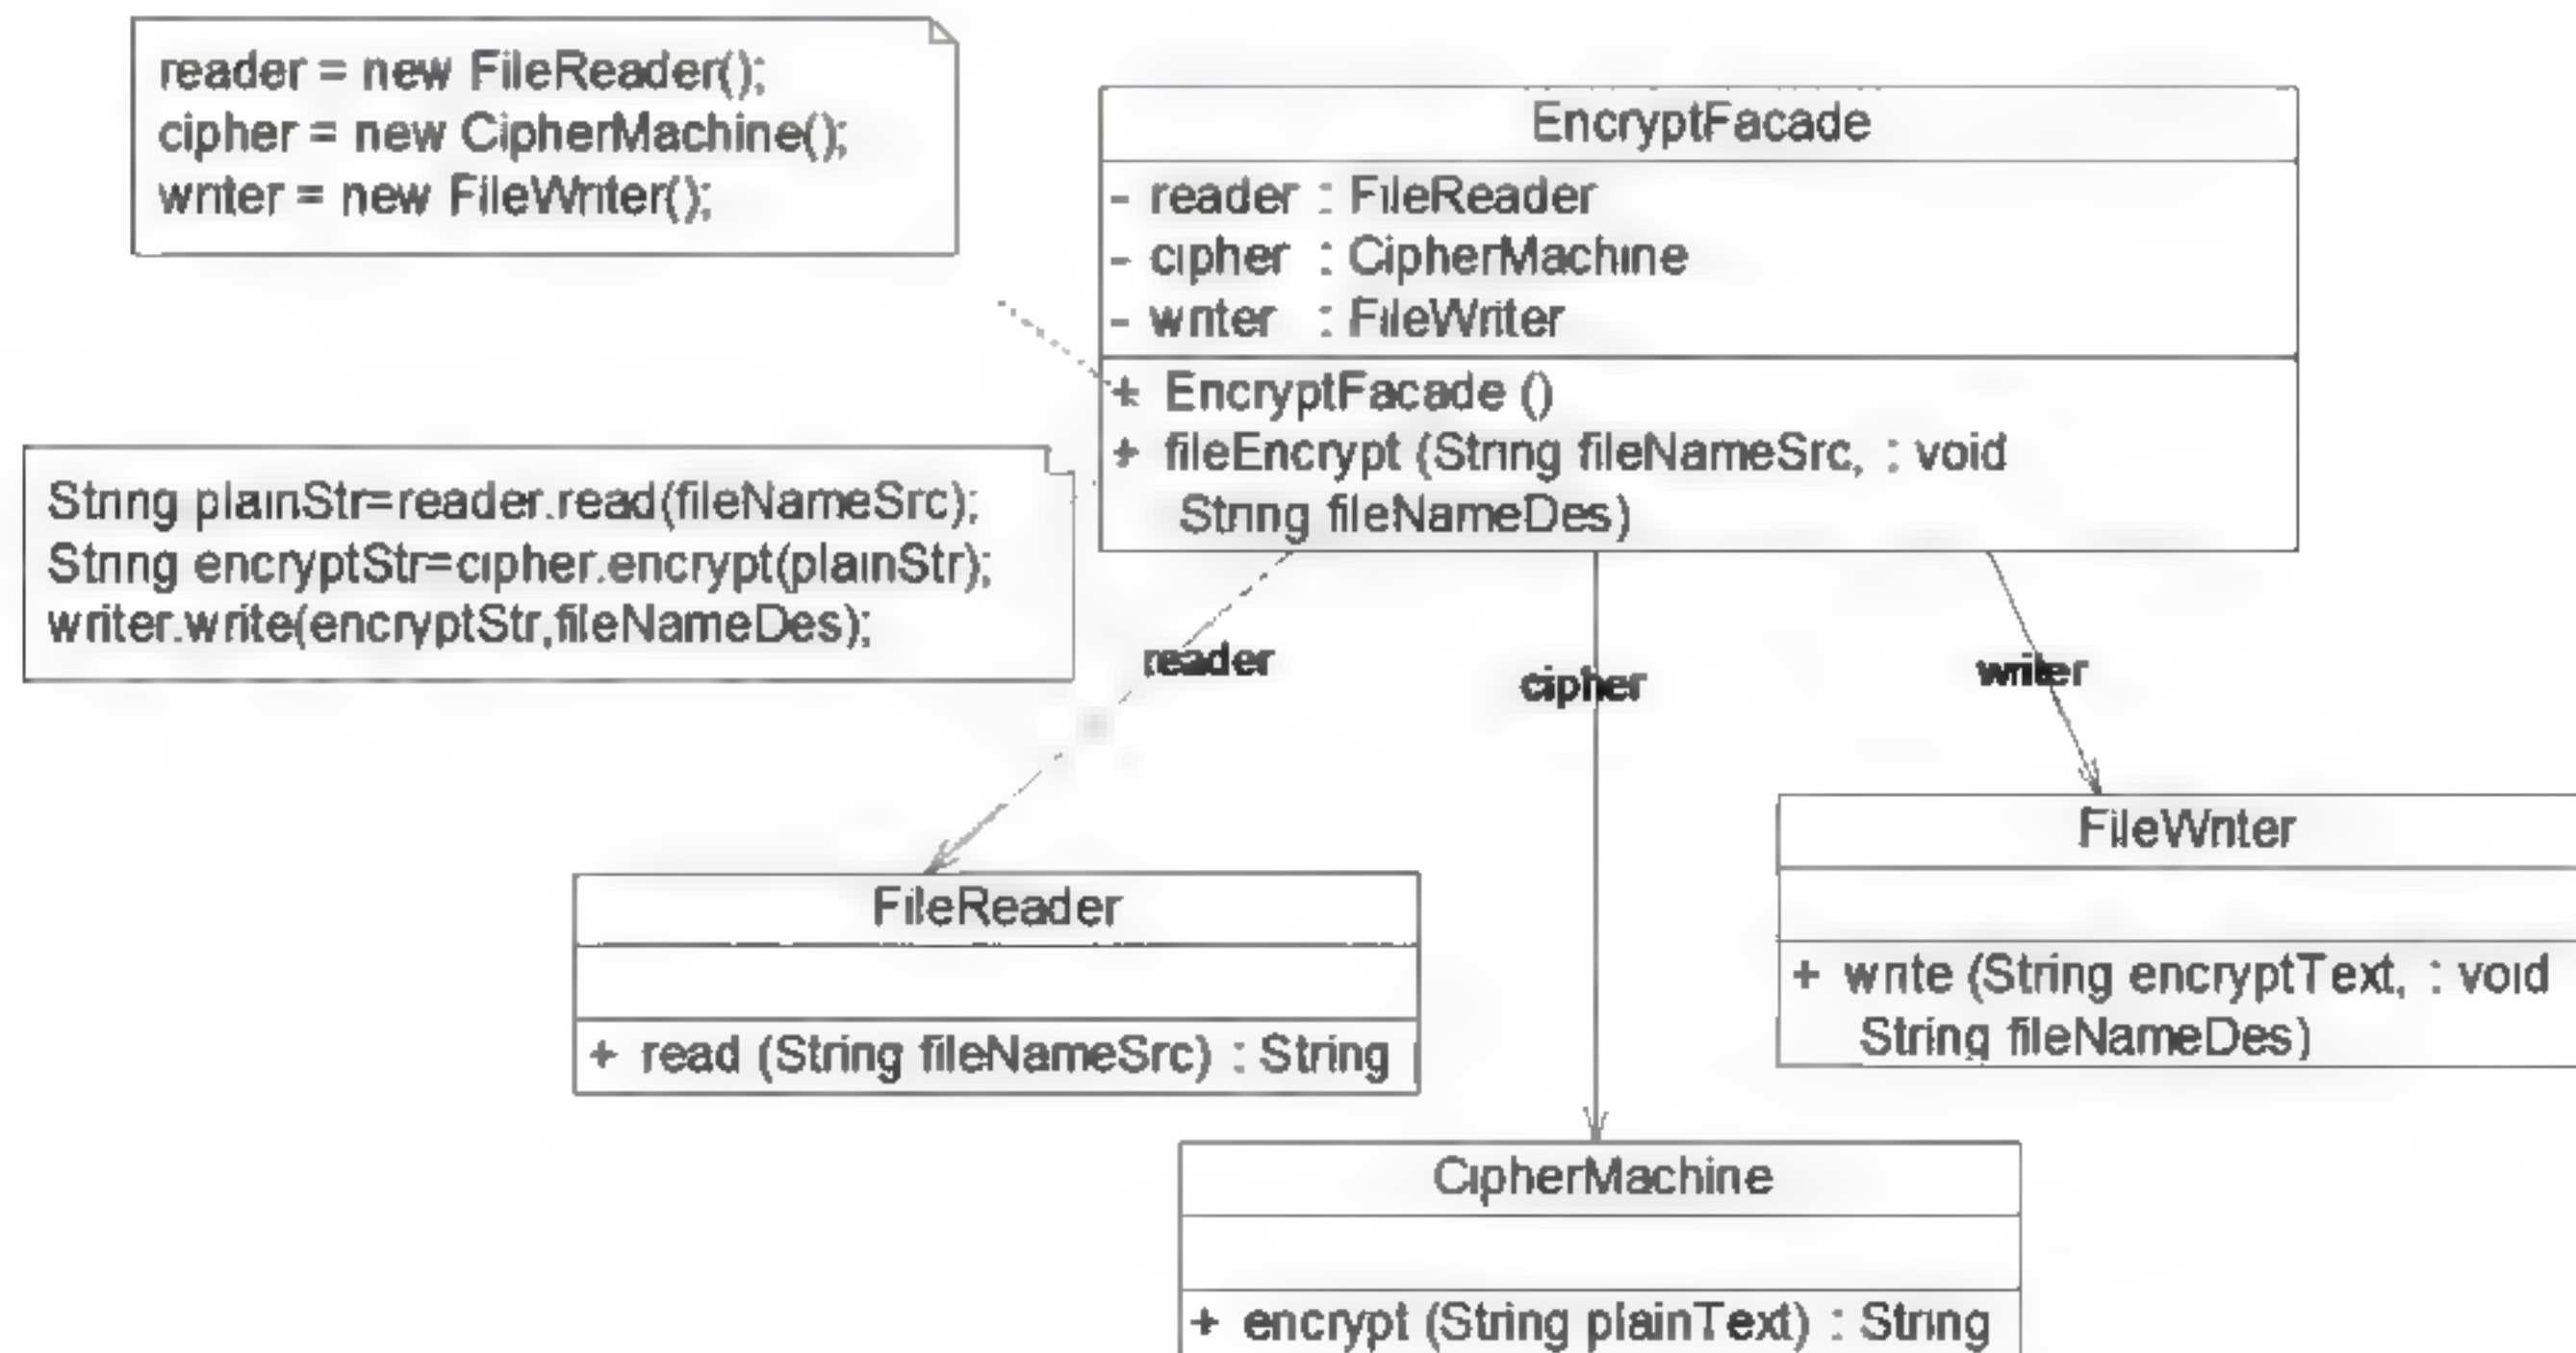 reader = new FileReader();
cipher = new CipherMachine();
writer = new FileWriter();
EncryptFacade
- reader : FileReader
- cipher : CipherMachine
- writer : FileWriter
+ EncryptFacade ()
+ fileEncrypt (String fileNameSrc, : void
String fileNameDes)
String plainStr=reader.read(fileNameSrc);
String encryptStr=cipher.encrypt(plainStr);
writer.write(encryptStr,fileNameDes);
reader
cipher
writer
FileReader
+ read (String fileNameSrc) : String
FileWriter
+ write (String encryptText, : void
String fileNameDes)
CipherMachine
+ encrypt (String plainText) : String